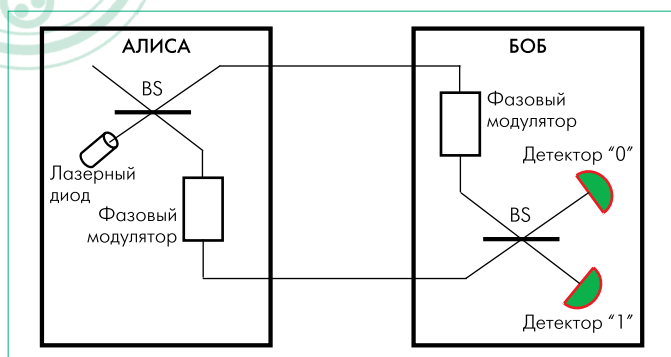 АЛИСА
BS
Лазерный
диод
Фазовый
модулятор
БОБ
Фазовый
модулятор
Детектор “0”
BS
Детектор “1”